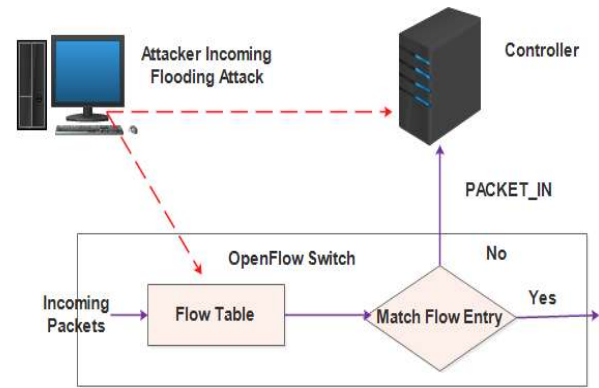 Attacker Incoming
Flooding Attack
Controller
PACKET_IN
OpenFlow Switch
No
Incoming
Packets
Flow Table
Match Flow Entry
Yes